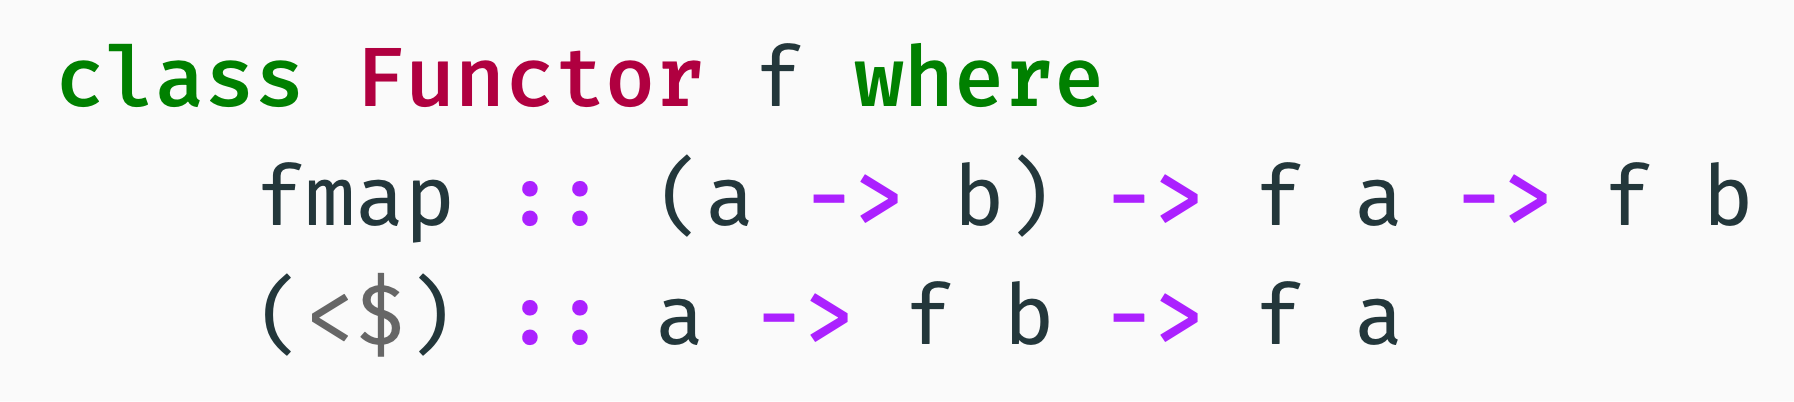 class Functor f where
    fmap :: (a -> b) -> f a -> f b
    (<$) :: a -> f b -> f a